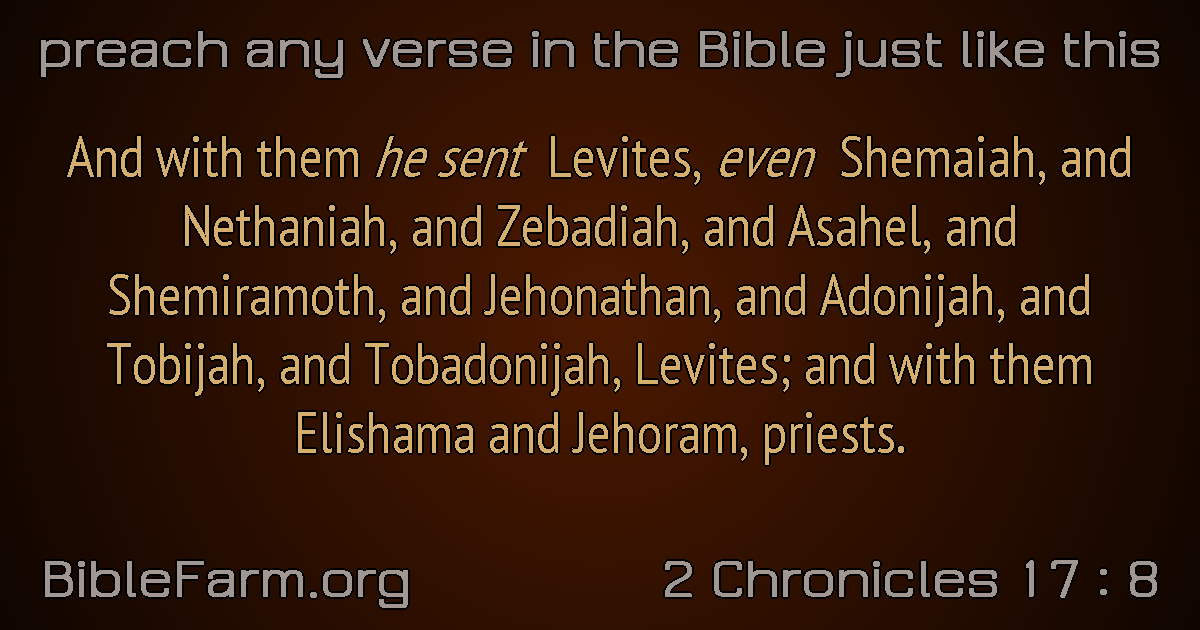 preach any verse in the Bible just like this
And with them he sent Levites, even Shemaiah, and
Nethaniah, and Zebadiah, and Asahel, and
Shemiramoth, and Jehonathan, and Adonijah, and
Tobijah, and Tobadonijah, Levites; and with them
Elishama and Jehoram, priests.
BibleFarm.org
2 Chronicles 17 : 8